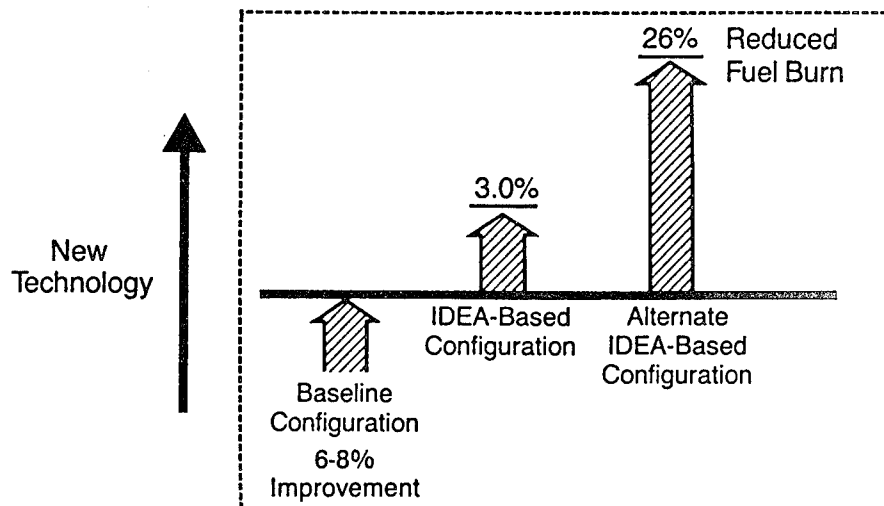 26%
Reduced
Fuel Burn
3.0%
New
Technology
IDEA-Based
Configuration
Alternate
IDEA-Based
Configuration
Baseline
Configuration
6-8%
Improvement